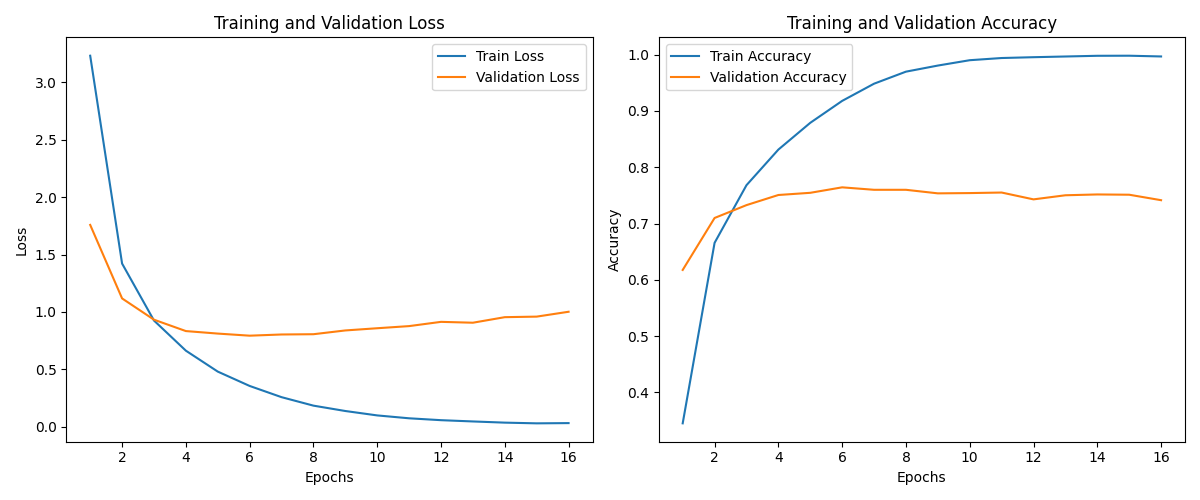 Training and Validation Loss
Train Loss
Validation Loss
Loss
3.0
2.5
2.0
1.5
1.0
0.5
0.0
2 4 6 8 10 12 14 16
Epochs
Training and Validation Accuracy
Train Accuracy
Validation Accuracy
Accuracy
1.0
0.9
0.8
0.7
0.6
0.5
0.4
2 4 6 8 10 12 14 16
Epochs